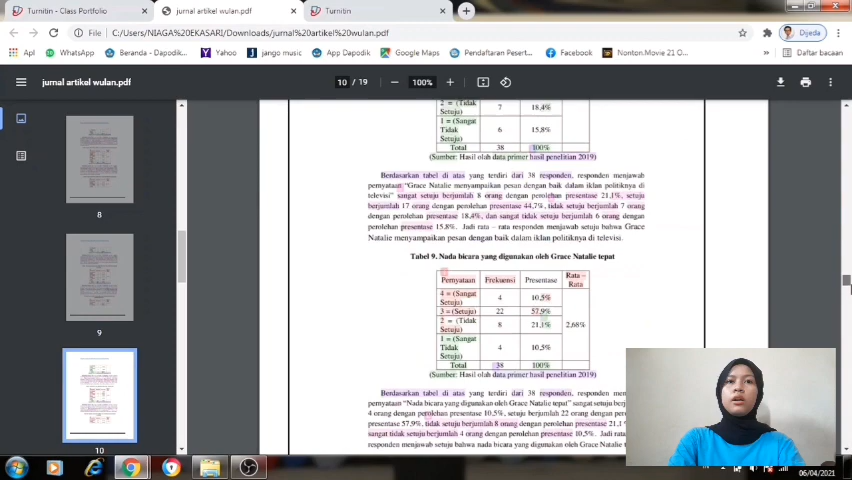 Turnitin - Class Portfolio
jurnal artikel wulan.pdf
Turnitin
File | C:/Users/NIAGA%20EKASARI/Downloads/jurnal%20artikel%20wulan.pdf
Dijeda
Apl
WhatsApp
Beranda - Dapodik...
Yahoo
jango music
App Dapodik
Google Maps
Pendaftaran Peset...
Facebook
Nonton.Movie 21 O...
Daftar bacaan
jurnal artikel wulan.pdf
10 / 19
100%
8
9
10
2 = (Tidak Setuju) 7 18,4%
1 = (Sangat Tidak Setuju) 6 15,8%
Total 38 100%
(Sumber: Hasil olah data primer hasil penelitian 2019)
Berdasarkan tabel di atas yang terdiri dari 38 responden, responden menjawab
pernyataan "Grace Natalie menyampaikan pesan dengan baik dalam iklan politiknya di
televisi" sangat setuju berjumlah 8 orang dengan perolehan presentase 21,1%, setuju
berjumlah 17 orang dengan perolehan presentase 44,7%, tidak setuju berjumlah 7 orang
dengan perolehan presentase 18,4%, dan sangat tidak setuju berjumlah 6 orang dengan
perolehan presentase 15,8%. Jadi rata – rata responden menjawab setuju bahwa Grace
Natalie menyampaikan pesan dengan baik dalam iklan politiknya di televisi.
Tabel 9. Nada bicara yang digunakan oleh Grace Natalie tepat
Pernyataan Frekuensi Presentase Rata – Rata
4 = (Sangat Setuju) 4 10,5%
3 = (Setuju) 22 57,9%
2 = (Tidak Setuju) 8 21,1% 2,68%
1 = (Sangat Tidak Setuju) 4 10,5%
Total 38 100%
(Sumber: Hasil olah data primer hasil penelitian 2019)
Berdasarkan tabel di atas yang terdiri dari 38 responden, responden men
pernyataan "Nada bicara yang digunakan oleh Grace Natalie tepat" sangat setuju ber
4 orang dengan perolehan presentase 10,5%, setuju berjumlah 22 orang dengan per
presentase 57,9%, tidak setuju berjumlah 8 orang dengan perolehan presentase 21,1
sangat tidak setuju berjumlah 4 orang dengan perolehan presentase 10,5%. Jadi rata
responden menjawab setuju bahwa nada bicara yang digunakan oleh Grace Natalie t
06/04/2021